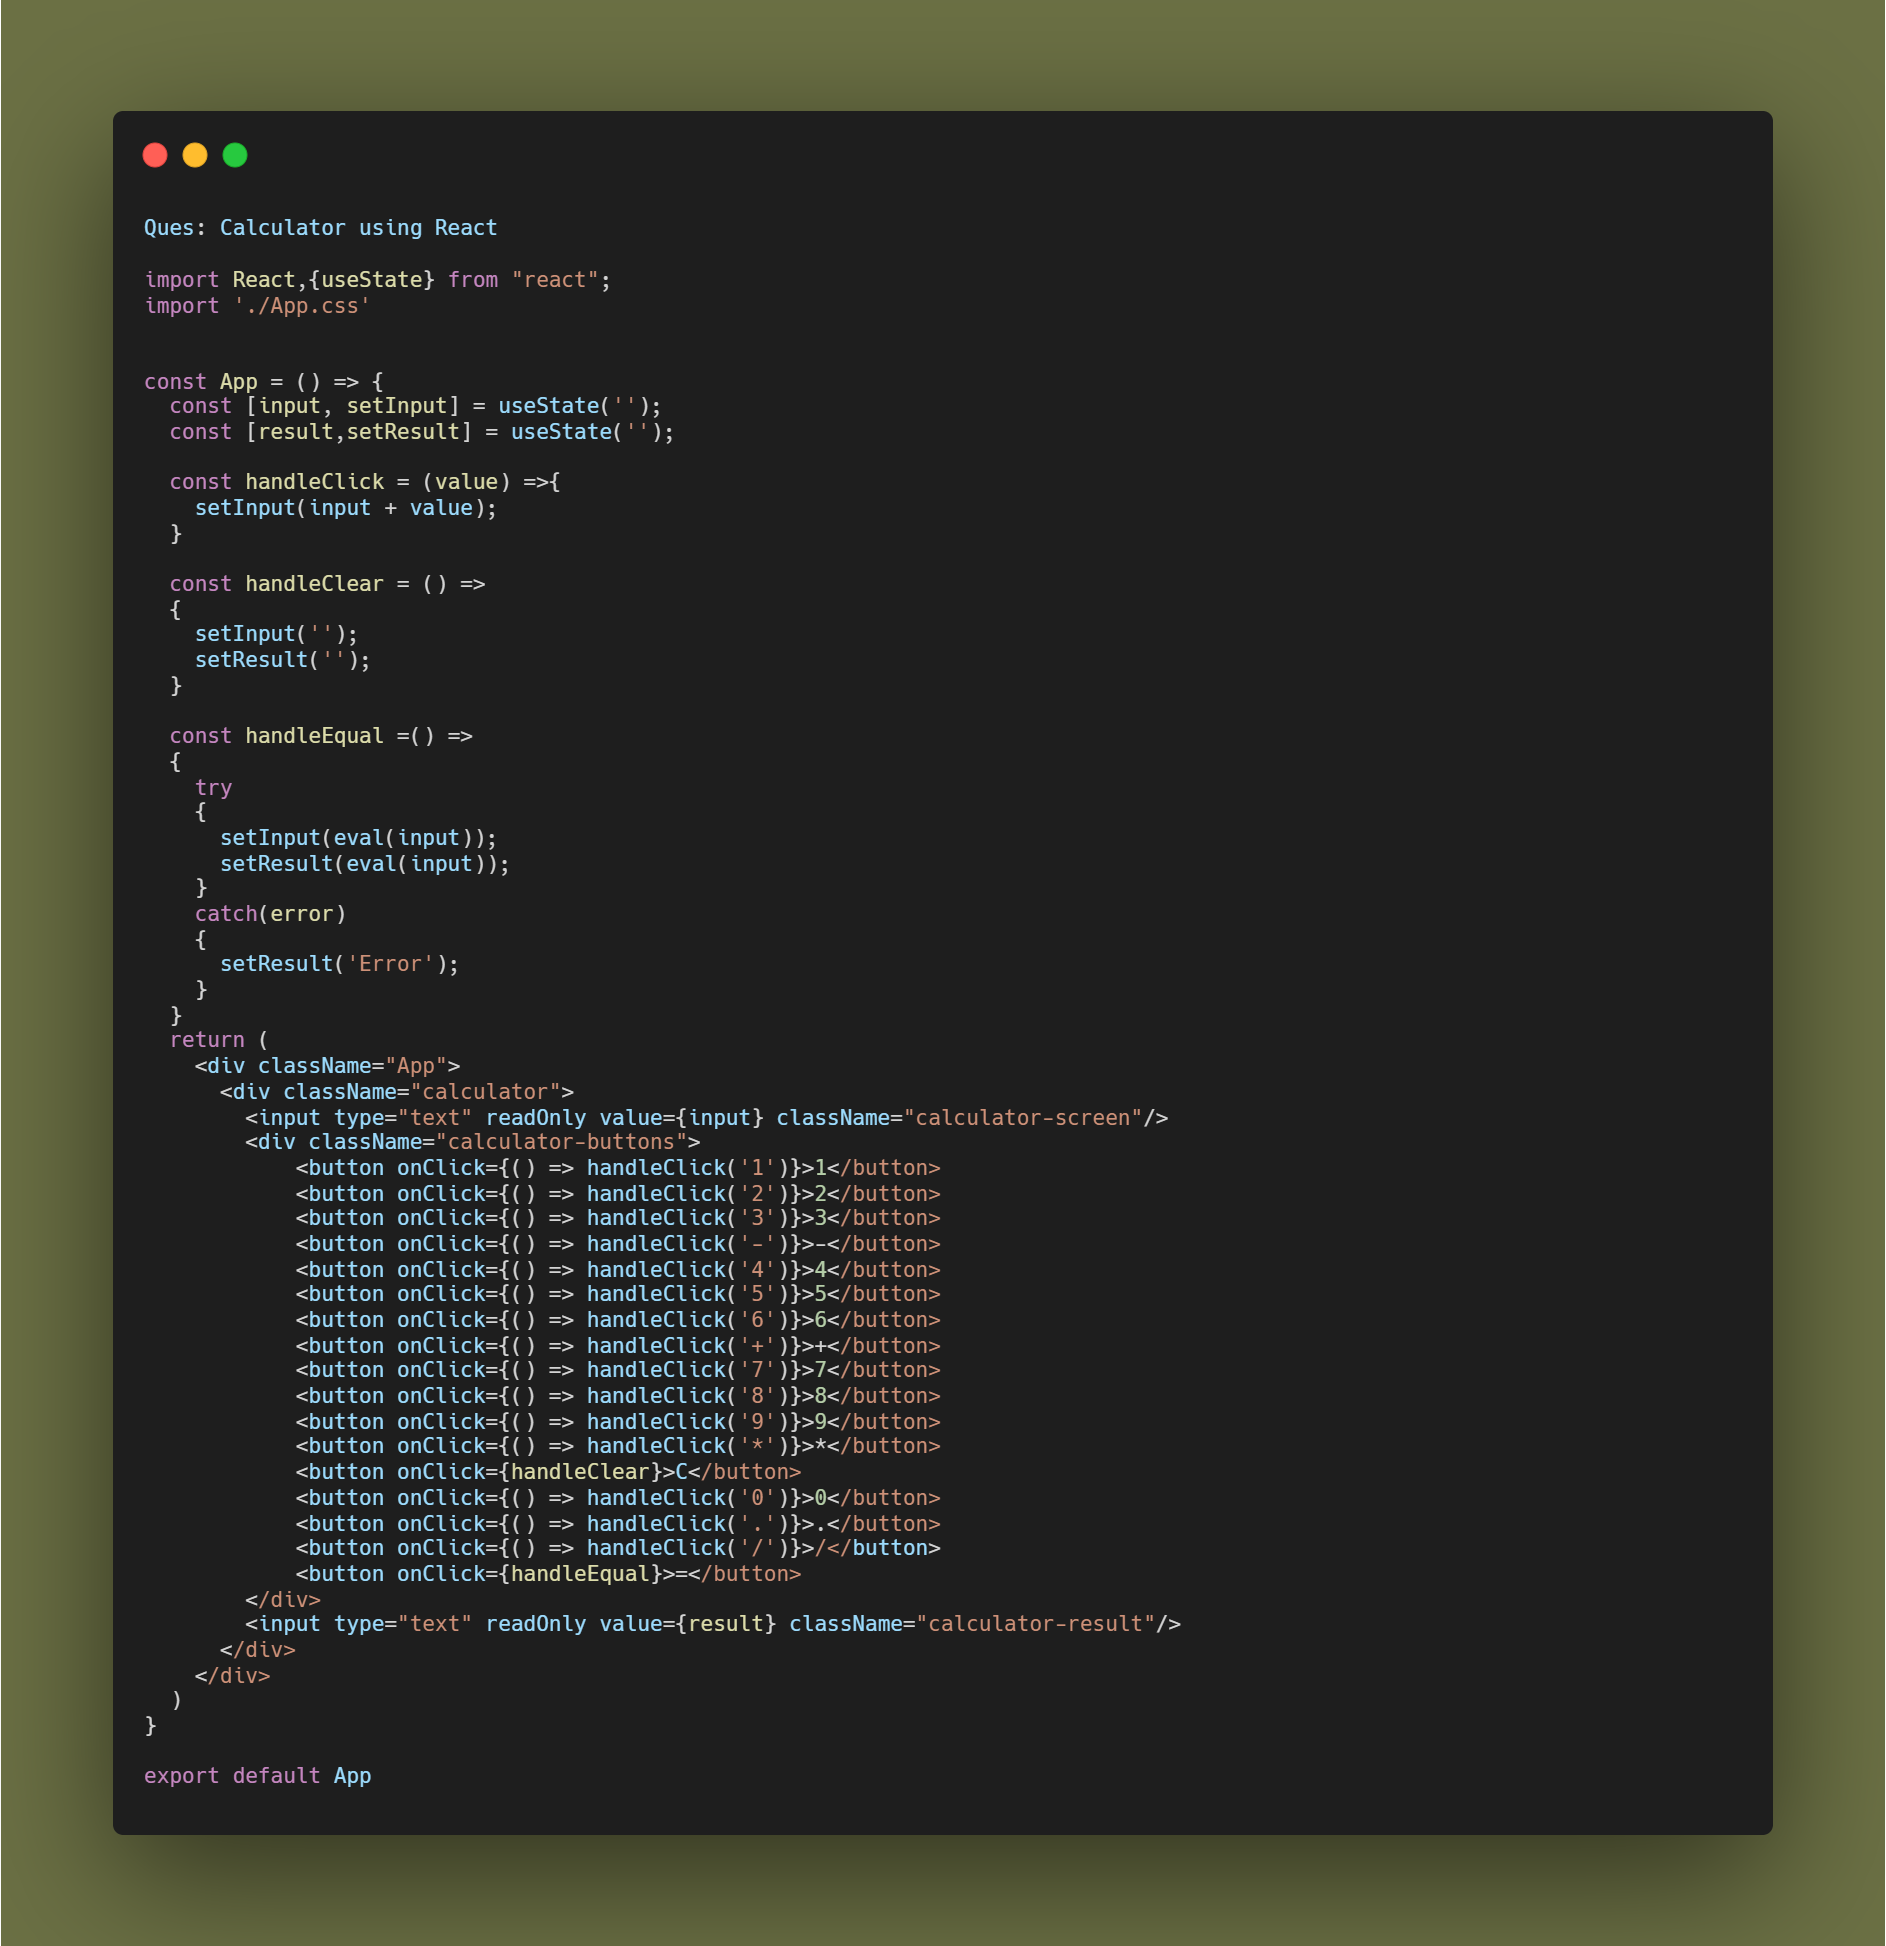 Ques: Calculator using React
import React,{useState} from "react";
import './App.css'
const App = () => {
  const [input, setInput] = useState('');
  const [result,setResult] = useState('');
  const handleClick = (value) =>{
    setInput(input + value);
  }
  const handleClear = () =>
  {
    setInput('');
    setResult('');
  }
  const handleEqual =() =>
  {
    try
    {
      setInput(eval(input));
      setResult(eval(input));
    }
    catch(error)
    {
      setResult('Error');
    }
  }
  return (
    <div className="App">
      <div className="calculator">
        <input type="text" readOnly value={input} className="calculator-screen"/>
        <div className="calculator-buttons">
            <button onClick={() => handleClick('1')}>1</button>
            <button onClick={() => handleClick('2')}>2</button>
            <button onClick={() => handleClick('3')}>3</button>
            <button onClick={() => handleClick('-')}>-</button>
            <button onClick={() => handleClick('4')}>4</button>
            <button onClick={() => handleClick('5')}>5</button>
            <button onClick={() => handleClick('6')}>6</button>
            <button onClick={() => handleClick('+')}>+</button>
            <button onClick={() => handleClick('7')}>7</button>
            <button onClick={() => handleClick('8')}>8</button>
            <button onClick={() => handleClick('9')}>9</button>
            <button onClick={() => handleClick('*')}>*</button>
            <button onClick={handleClear}>C</button>
            <button onClick={() => handleClick('0')}>0</button>
            <button onClick={() => handleClick('.')}>.</button>
            <button onClick={() => handleClick('/')}>/</button>
            <button onClick={handleEqual}>=</button>
        </div>
        <input type="text" readOnly value={result} className="calculator-result"/>
      </div>
    </div>
  )
}
export default App